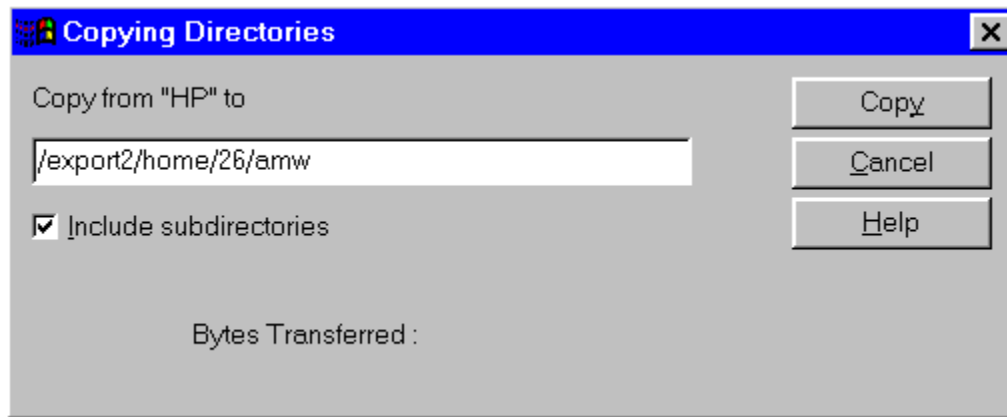 Copying Directories
Copy from "HP" to
Copy
/export2/home/26/amw
Cancel
Include subdirectories
Help
Bytes Transferred :